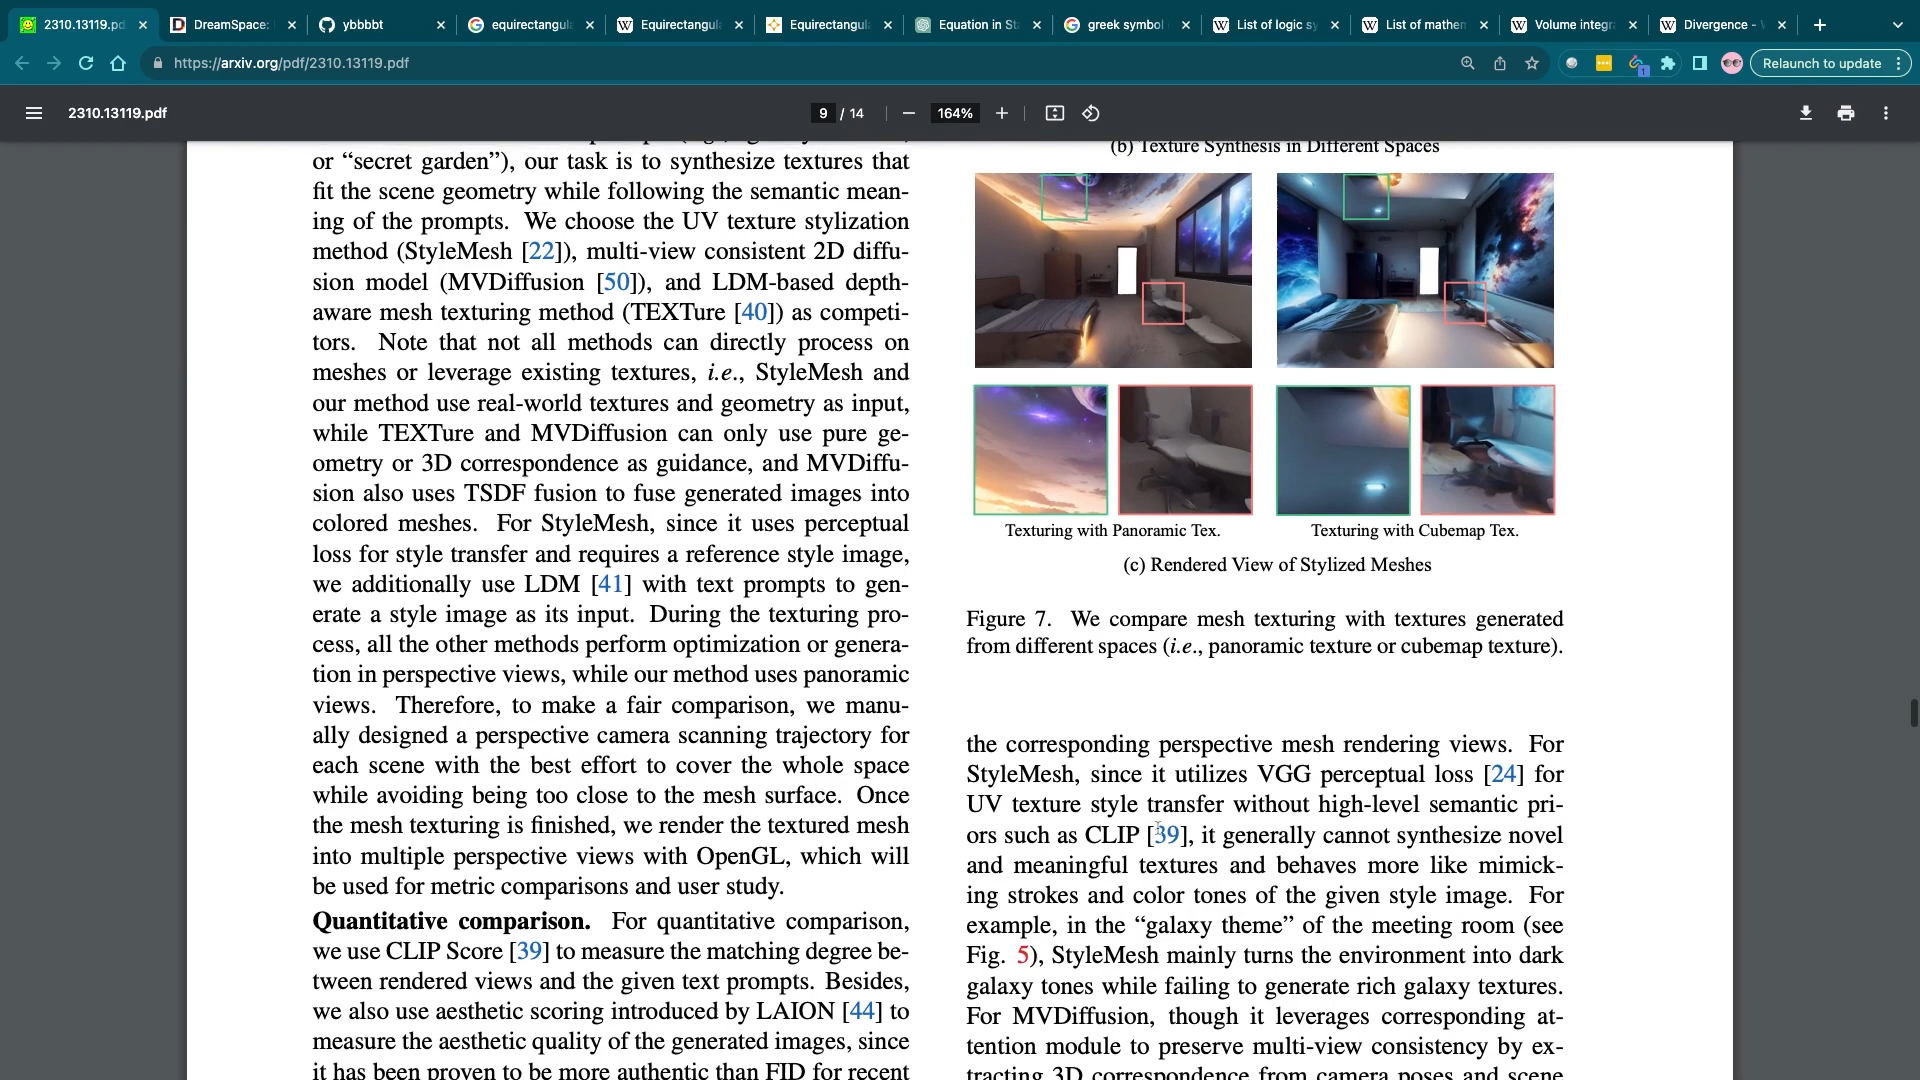 2310.13119.pd
DreamSpace:
ybbbbt
equirectangul
Equirectangul
Equirectangul
Equation in St
greek symbol
List of logic sy
List of mathem
Volume integr
Divergence -
https://arxiv.org/pdf/2310.13119.pdf
Relaunch to update
2310.13119.pdf
9 / 14
164%
or “secret garden”), our task is to synthesize textures that
fit the scene geometry while following the semantic mean-
ing of the prompts. We choose the UV texture stylization
method (StyleMesh [22]), multi-view consistent 2D diffu-
sion model (MVDiffusion [50]), and LDM-based depth-
aware mesh texturing method (TEXTure [40]) as competi-
tors. Note that not all methods can directly process on
meshes or leverage existing textures, i.e., StyleMesh and
our method use real-world textures and geometry as input,
while TEXTure and MVDiffusion can only use pure ge-
ometry or 3D correspondence as guidance, and MVDiffu-
sion also uses TSDF fusion to fuse generated images into
colored meshes. For StyleMesh, since it uses perceptual
loss for style transfer and requires a reference style image,
we additionally use LDM [41] with text prompts to gen-
erate a style image as its input. During the texturing pro-
cess, all the other methods perform optimization or genera-
tion in perspective views, while our method uses panoramic
views. Therefore, to make a fair comparison, we manu-
ally designed a perspective camera scanning trajectory for
each scene with the best effort to cover the whole space
while avoiding being too close to the mesh surface. Once
the mesh texturing is finished, we render the textured mesh
into multiple perspective views with OpenGL, which will
be used for metric comparisons and user study.
Quantitative comparison. For quantitative comparison,
we use CLIP Score [39] to measure the matching degree be-
tween rendered views and the given text prompts. Besides,
we also use aesthetic scoring introduced by LAION [44] to
measure the aesthetic quality of the generated images, since
it has been proven to be more authentic than FID for recent
(b) Texture Synthesis in Different Spaces
Texturing with Panoramic Tex.
Texturing with Cubemap Tex.
(c) Rendered View of Stylized Meshes
Figure 7. We compare mesh texturing with textures generated
from different spaces (i.e., panoramic texture or cubemap texture).
the corresponding perspective mesh rendering views. For
StyleMesh, since it utilizes VGG perceptual loss [24] for
UV texture style transfer without high-level semantic pri-
ors such as CLIP [39], it generally cannot synthesize novel
and meaningful textures and behaves more like mimick-
ing strokes and color tones of the given style image. For
example, in the “galaxy theme” of the meeting room (see
Fig. 5), StyleMesh mainly turns the environment into dark
galaxy tones while failing to generate rich galaxy textures.
For MVDiffusion, though it leverages corresponding at-
tention module to preserve multi-view consistency by ex-
tracting 3D correspondence from camera poses and scene